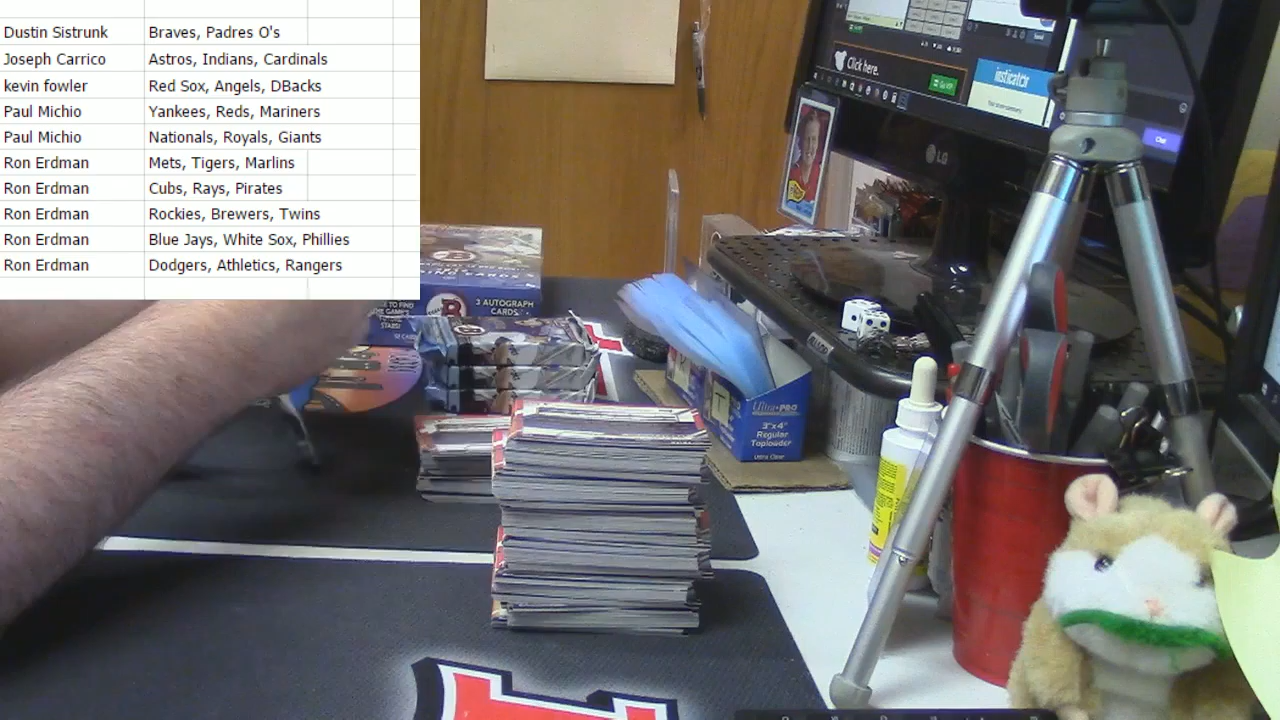 Dustin Sistrunk Braves, Padres O's
Joseph Carrico Astros, Indians, Cardinals
kevin fowler Red Sox, Angels, DBacks
Paul Michio Yankees, Reds, Mariners
Paul Michio Nationals, Royals, Giants
Ron Erdman Mets, Tigers, Marlins
Ron Erdman Cubs, Rays, Pirates
Ron Erdman Rockies, Brewers, Twins
Ron Erdman Blue Jays, White Sox, Phillies
Ron Erdman Dodgers, Athletics, Rangers
Click here.
insticator
LG
3 AUTOGRAPH
CARDS
B
Ultra•PRO
3"x4"
Regular
Toploader
Ultra Clear